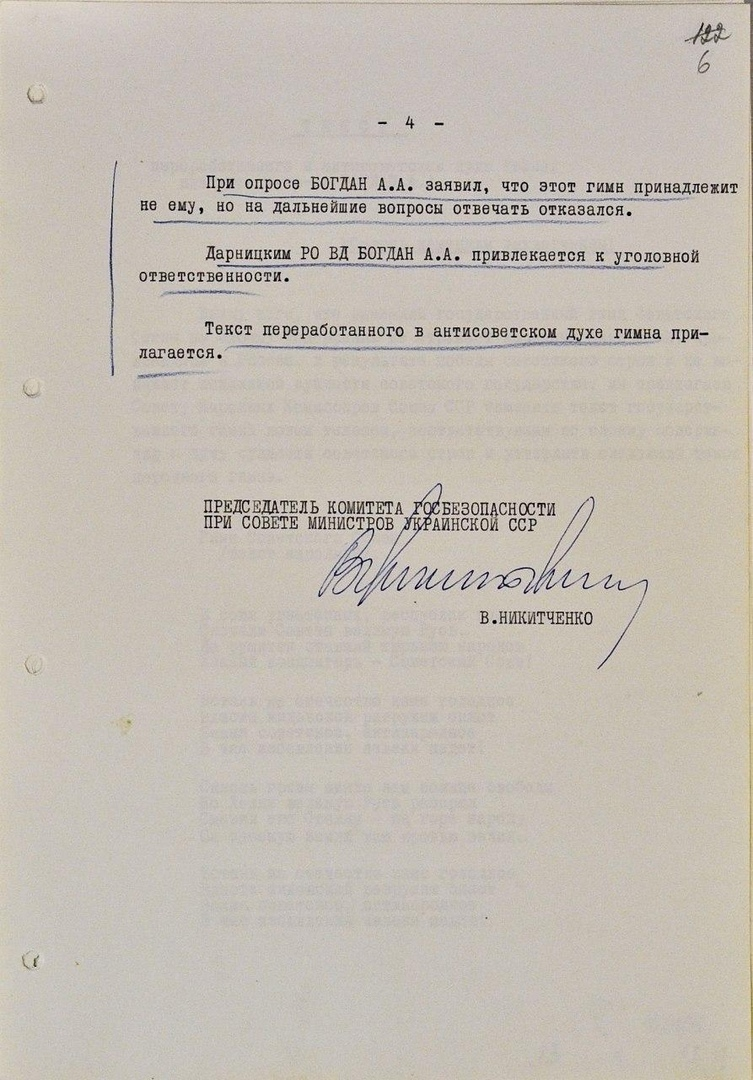 122
6
- 4 -
При опросе БОГДАН А.А. заявил, что этот гимн принадлежит
не ему, но на дальнейшие вопросы отвечать отказался.
Дарницким РО ВД БОГДАН А.А. привлекается к уголовной
ответственности.
Текст переработанного в антисоветском духе гимна при-
лагается.
ПРЕДСЕДАТЕЛЬ КОМИТЕТА ГОСБЕЗОПАСНОСТИ
ПРИ СОВЕТЕ МИНИСТРОВ УКРАИНСКОЙ ССР
В.НИКИТЧЕНКО